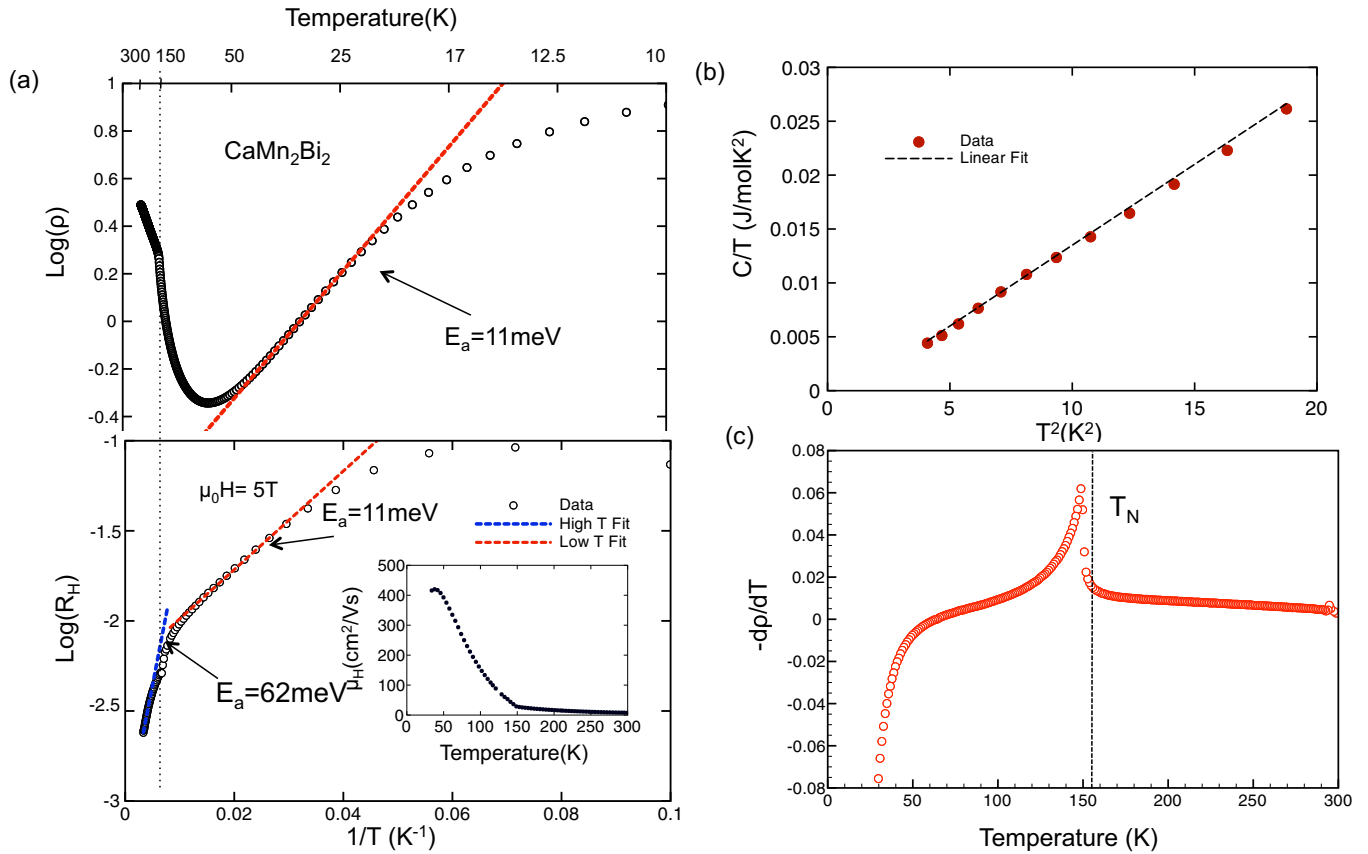 Temperature(K)
300 150 50 25 17 12.5 10
(a)
1
0.8
0.6
0.4
0.2
0
-0.2
-0.4
Log(ρ)
CaMn₂Bi₂
Eₐ=11meV
-1
-1.5
-2
-2.5
-3
Log(R_H)
μ₀H= 5T
Eₐ=11meV
Eₐ=62meV
Data
High T Fit
Low T Fit
500
400
300
200
100
0
μ_H(cm²/Vs)
0 50 100 150 200 250 300
Temperature(K)
0 0.02 0.04 0.06 0.08 0.1
1/T (K⁻¹)
(b)
0.03
0.025
0.02
0.015
0.01
0.005
0
C/T (J/molK²)
Data
Linear Fit
0 5 10 15 20
T²(K²)
(c)
0.08
0.06
0.04
0.02
0
-0.02
-0.04
-0.06
-0.08
-dρ/dT
T_N
0 50 100 150 200 250 300
Temperature (K)